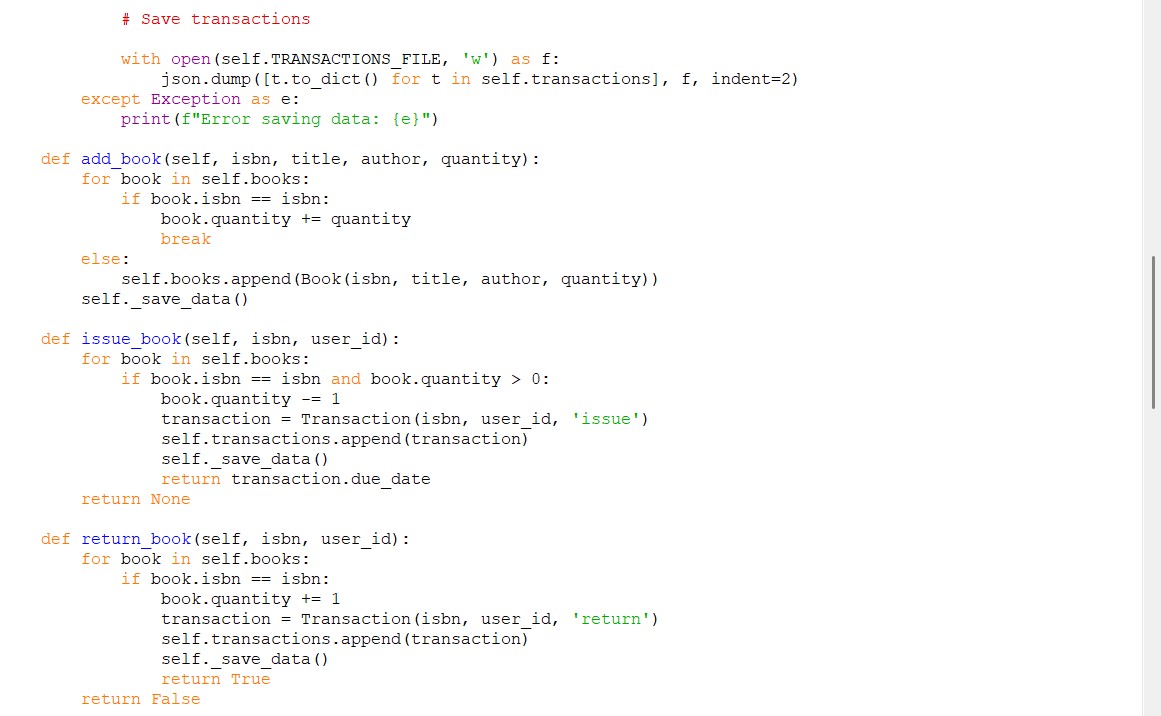 # Save transactions
with open(self.TRANSACTIONS_FILE, 'w') as f:
json.dump([t.to_dict() for t in self.transactions], f, indent=2)
except Exception as e:
print(f"Error saving data: {e}")
def add_book(self, isbn, title, author, quantity):
for book in self.books:
if book.isbn == isbn:
book.quantity += quantity
break
else:
self.books.append(Book(isbn, title, author, quantity))
self._save_data()
def issue_book(self, isbn, user_id):
for book in self.books:
if book.isbn == isbn and book.quantity > 0:
book.quantity -= 1
transaction = Transaction(isbn, user_id, 'issue')
self.transactions.append(transaction)
self._save_data()
return transaction.due_date
return None
def return_book(self, isbn, user_id):
for book in self.books:
if book.isbn == isbn:
book.quantity += 1
transaction = Transaction(isbn, user_id, 'return')
self.transactions.append(transaction)
self._save_data()
return True
return False